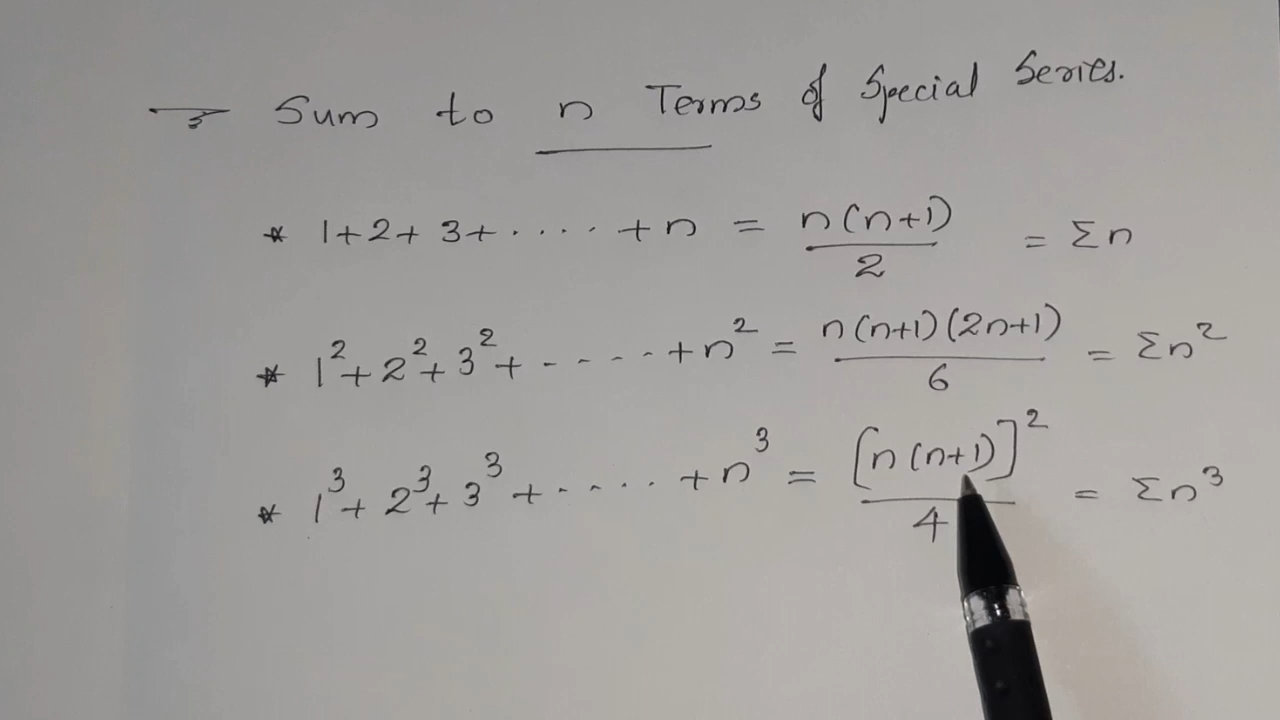 → Sum to n Terms of Special Series.
* 1+2+3+.....+n = n(n+1)/2 = Σn
* 1²+2²+3²+-----+n² = n(n+1)(2n+1)/6 = Σn²
* 1³+2³+3³+-----+n³ = [n(n+1)]²/4 = Σn³